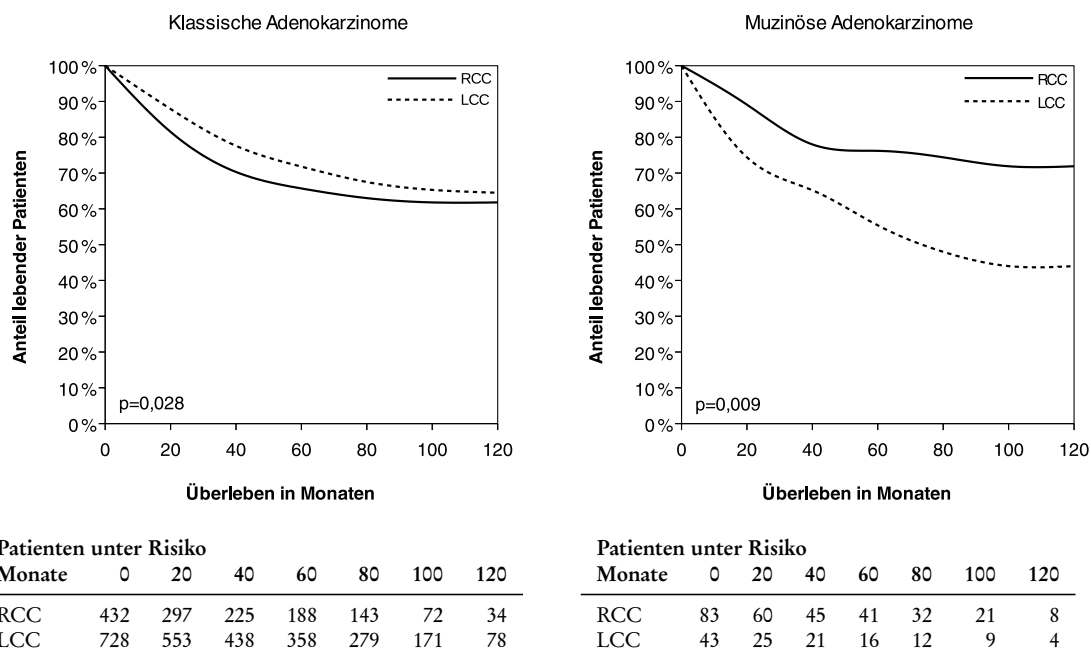 Klassische Adenokarzinome
100 %
90 %
80 %
70 %
60 %
50 %
40 %
30 %
20 %
10 %
0 %
Anteil lebender Patienten
RCC
LCC
p=0,028
0 20 40 60 80 100 120
Überleben in Monaten
Patienten unter Risiko
Monate 0 20 40 60 80 100 120
RCC 432 297 225 188 143 72 34
LCC 728 553 438 358 279 171 78
Muzinöse Adenokarzinome
100 %
90 %
80 %
70 %
60 %
50 %
40 %
30 %
20 %
10 %
0 %
Anteil lebender Patienten
RCC
LCC
p=0,009
0 20 40 60 80 100 120
Überleben in Monaten
Patienten unter Risiko
Monate 0 20 40 60 80 100 120
RCC 83 60 45 41 32 21 8
LCC 43 25 21 16 12 9 4